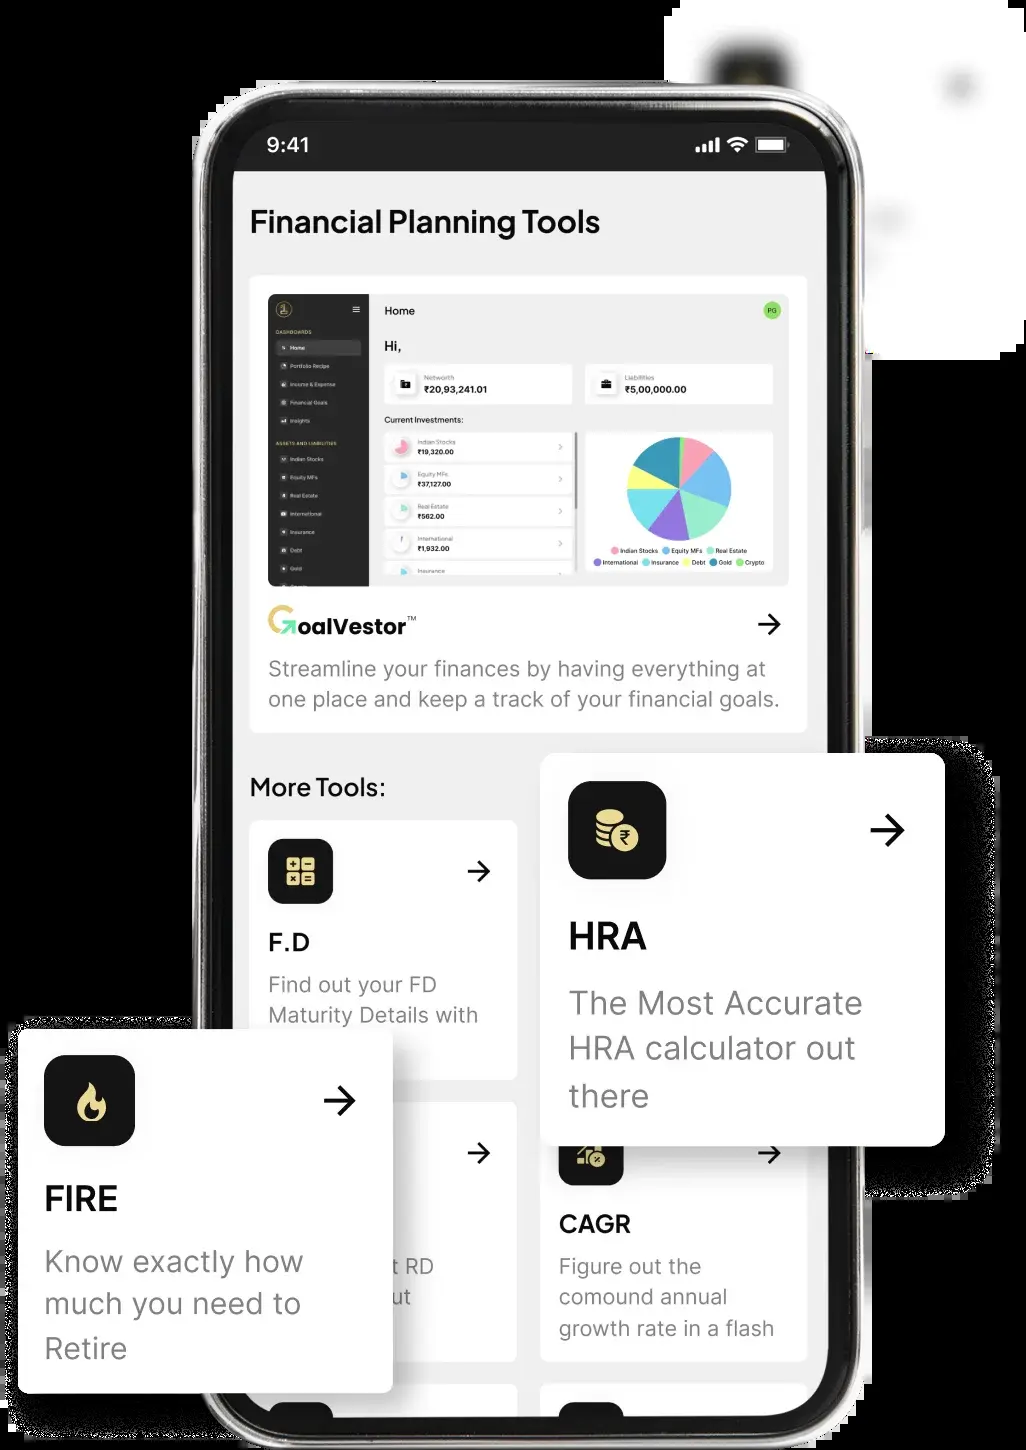 9:41
Financial Planning Tools
DASHBOARDS
Home
Portfolio Recipe
Income & Expense
Financial Goals
Insights
ASSETS AND LIABILITIES
Indian Stocks
Equity MFs
Real Estate
International
Insurance
Debt
Gold
Home
PG
Hi,
Networth
₹20,93,241.01
Liabilities
₹5,00,000.00
Current Investments:
Indian Stocks
₹19,320.00
Equity MFs
₹37,127.00
Real Estate
₹562.00
International
₹1,932.00
Insurance
Indian Stocks Equity MFs Real Estate
International Insurance Debt Gold Crypto
GoalVestor™
Streamline your finances by having everything at
one place and keep a track of your financial goals.
More Tools:
F.D
Find out your FD
Maturity Details with
HRA
The Most Accurate
HRA calculator out
there
FIRE
Know exactly how
much you need to
Retire
t RD
ut
CAGR
Figure out the
comound annual
growth rate in a flash